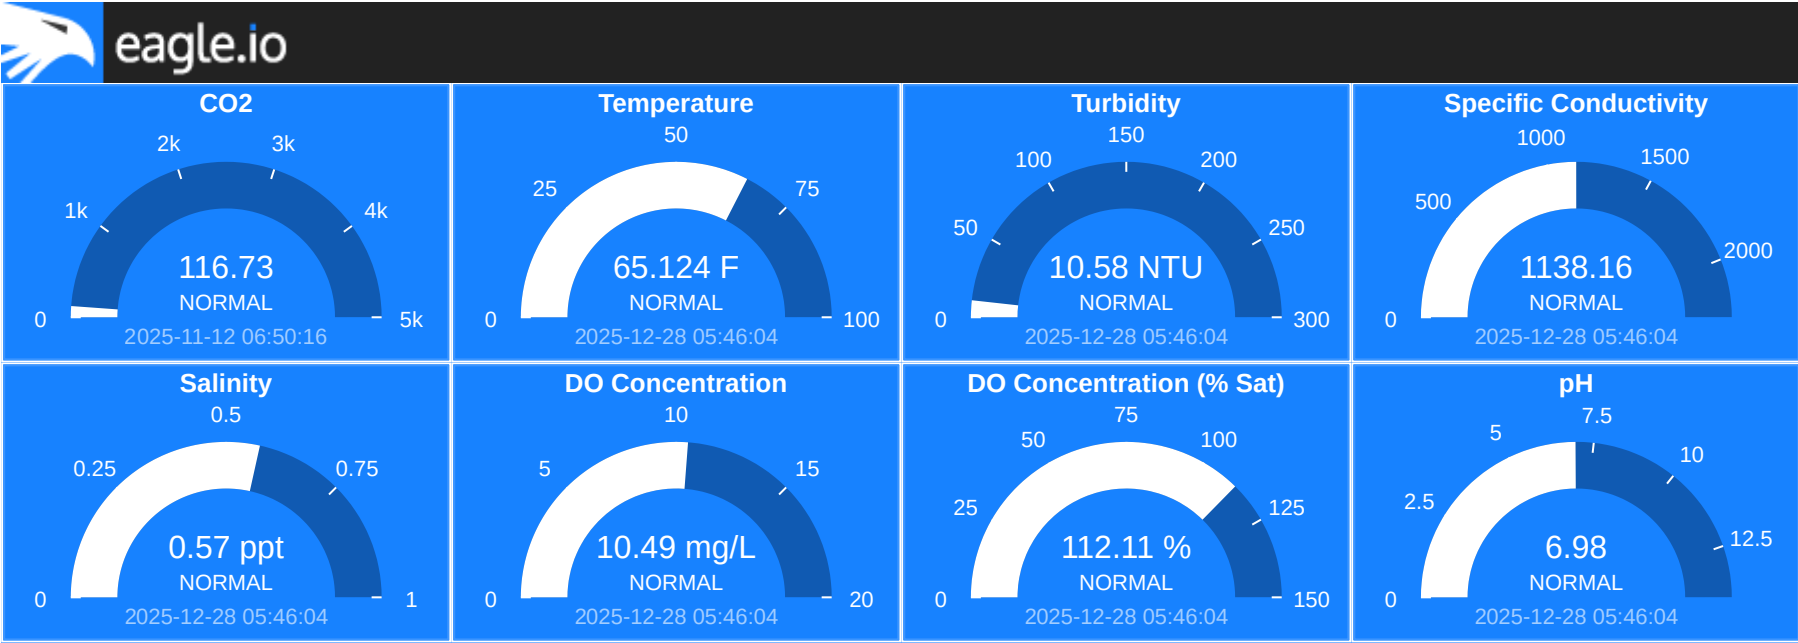 eagle.io
CO2
0
1k
2k
3k
4k
5k
116.73
NORMAL
2025-11-12 06:50:16
Temperature
0
25
50
75
100
65.124 F
NORMAL
2025-12-28 05:46:04
Turbidity
0
50
100
150
200
250
300
10.58 NTU
NORMAL
2025-12-28 05:46:04
Specific Conductivity
0
500
1000
1500
2000
1138.16
NORMAL
2025-12-28 05:46:04
Salinity
0
0.25
0.5
0.75
1
0.57 ppt
NORMAL
2025-12-28 05:46:04
DO Concentration
0
5
10
15
20
10.49 mg/L
NORMAL
2025-12-28 05:46:04
DO Concentration (% Sat)
0
25
50
75
100
125
150
112.11 %
NORMAL
2025-12-28 05:46:04
pH
0
2.5
5
7.5
10
12.5
6.98
NORMAL
2025-12-28 05:46:04